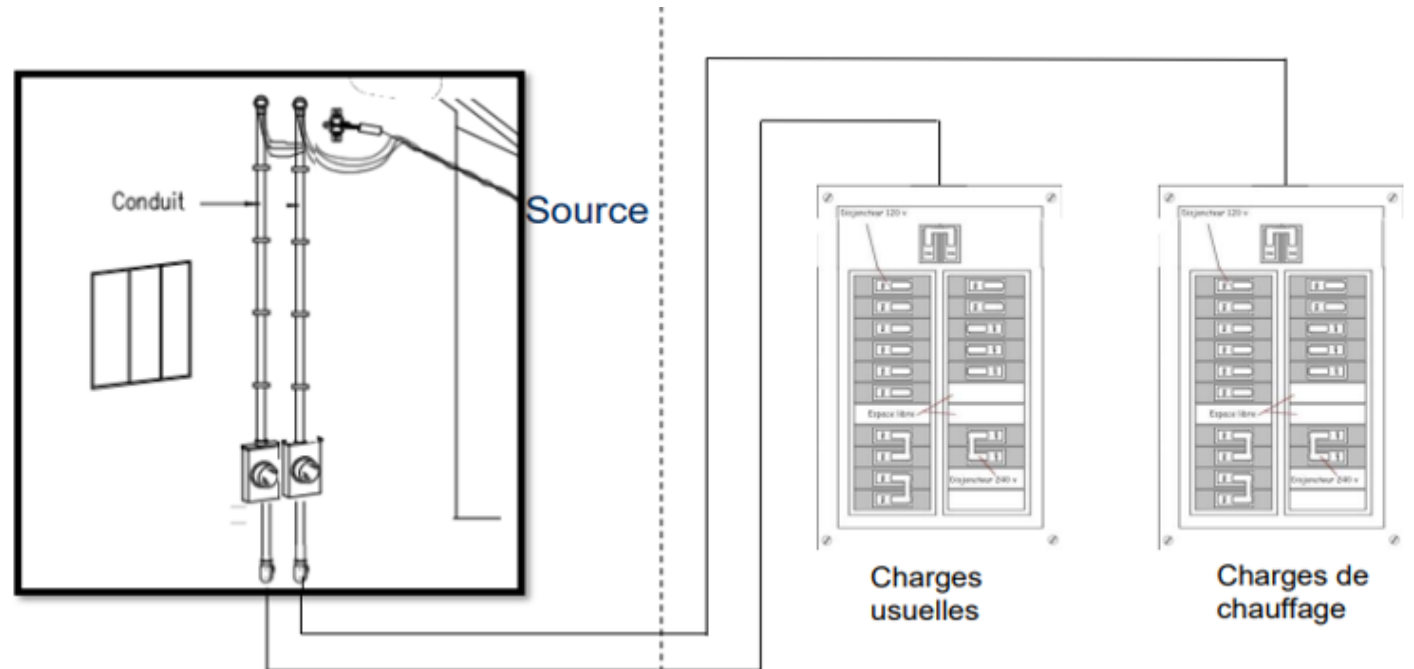 Conduit
Source
Disjoncteur 120 v
Espace libre
Disjoncteur 240 v
Charges
usuelles
Disjoncteur 120 v
Espace libre
Disjoncteur 240 v
Charges de
chauffage